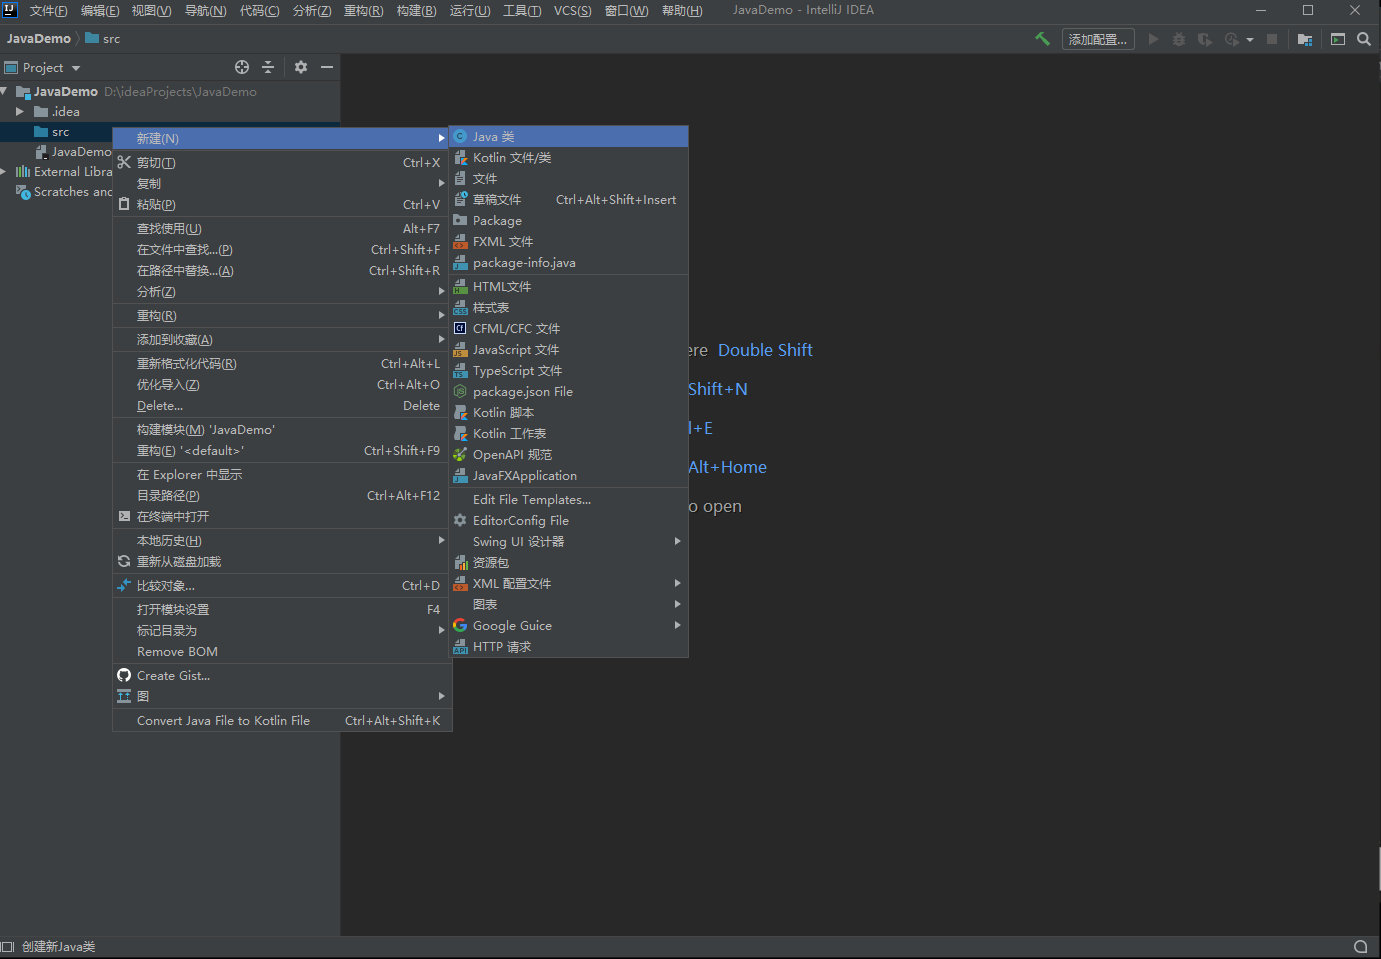 文件(F) 编辑(E) 视图(V) 导航(N) 代码(C) 分析(Z) 重构(R) 构建(B) 运行(U) 工具(T) VCS(S) 窗口(W) 帮助(H) JavaDemo - IntelliJ IDEA
JavaDemo src 添加配置...
Project
JavaDemo D:\ideaProjects\JavaDemo
.idea
src
JavaDemo
External Libra
Scratches and
新建(N)
剪切(T) Ctrl+X
复制
粘贴(P) Ctrl+V
查找使用(U) Alt+F7
在文件中查找...(P) Ctrl+Shift+F
在路径中替换...(A) Ctrl+Shift+R
分析(Z)
重构(R)
添加到收藏(A)
重新格式化代码(R) Ctrl+Alt+L
优化导入(Z) Ctrl+Alt+O
Delete... Delete
构建模块(M) 'JavaDemo'
重构(E) '<default>' Ctrl+Shift+F9
在 Explorer 中显示
目录路径(P) Ctrl+Alt+F12
在终端中打开
本地历史(H)
重新从磁盘加载
比较对象... Ctrl+D
打开模块设置 F4
标记目录为
Remove BOM
Create Gist...
图
Convert Java File to Kotlin File Ctrl+Alt+Shift+K
Java 类
Kotlin 文件/类
文件
草稿文件 Ctrl+Alt+Shift+Insert
Package
FXML 文件
package-info.java
HTML文件
样式表
CFML/CFC 文件
JavaScript 文件
TypeScript 文件
package.json File
Kotlin 脚本
Kotlin 工作表
OpenAPI 规范
JavaFXApplication
Edit File Templates...
EditorConfig File
Swing UI 设计器
资源包
XML 配置文件
图表
Google Guice
HTTP 请求
ere Double Shift
Shift+N
l+E
Alt+Home
o open
创建新Java类